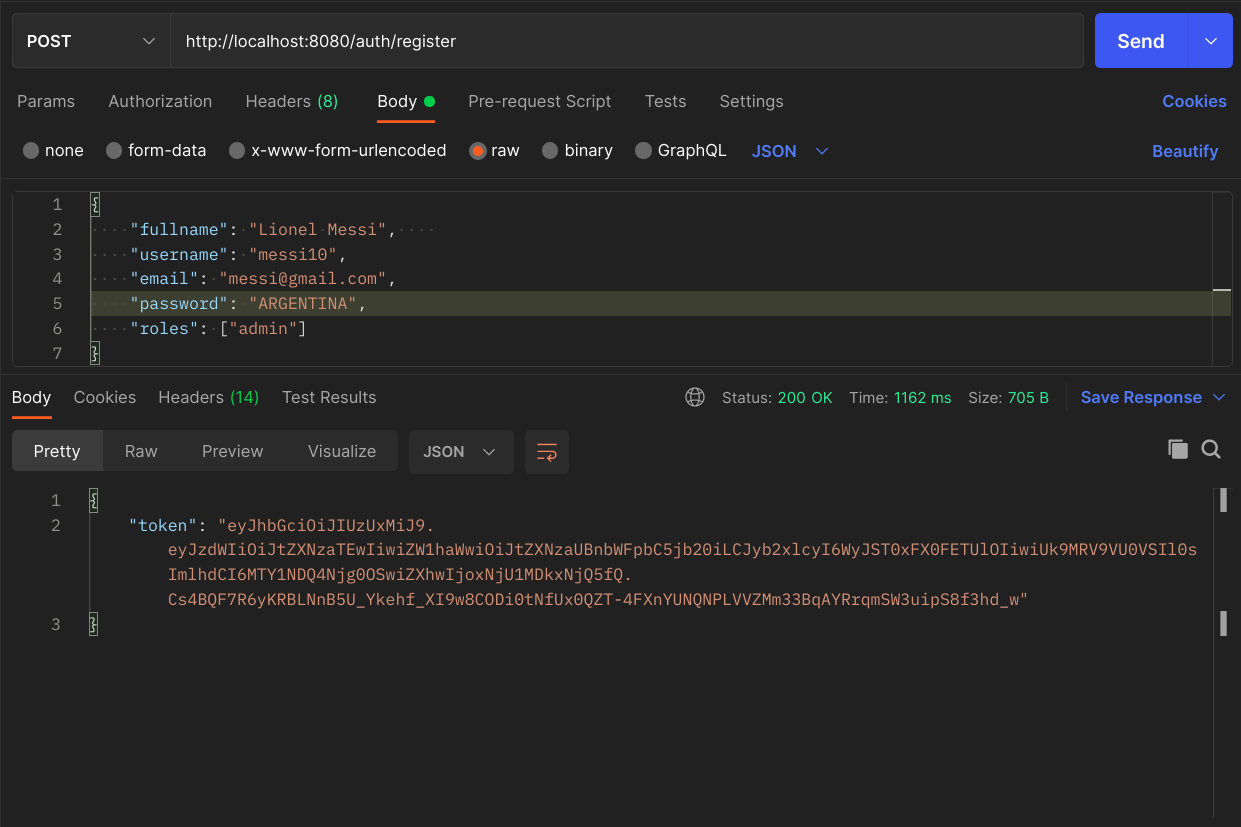 POST http://localhost:8080/auth/register Send
Params Authorization Headers (8) Body Pre-request Script Tests Settings Cookies
none form-data x-www-form-urlencoded raw binary GraphQL JSON Beautify
1 {
2 "fullname": "Lionel Messi",
3 "username": "messi10",
4 "email": "messi@gmail.com",
5 "password": "ARGENTINA",
6 "roles": ["admin"]
7 }
Body Cookies Headers (14) Test Results Status: 200 OK Time: 1162 ms Size: 705 B Save Response
Pretty Raw Preview Visualize JSON
1 {
2 "token": "eyJhbGciOiJIUzUxMiJ9.
eyJzdWIiOiJtZXNzaTEwIiwiZW1haWwiOiJtZXNzaUBnbWFpbC5jb20iLCJyb2xlcyI6WyJST0xFX0FETUlOIiwiUk9MRV9VU0VSIl0s
ImlhdCI6MTY1NDQ4Njg0OSwiZXhwIjoxNjU1MDkxNjQ5fQ.
Cs4BQF7R6yKRBLNnB5U_Ykehf_XI9w8CODi0tNfUx0QZT-4FXnYUNQNPLVVZMm33BqAYRrqmSW3uipS8f3hd_w"
3 }